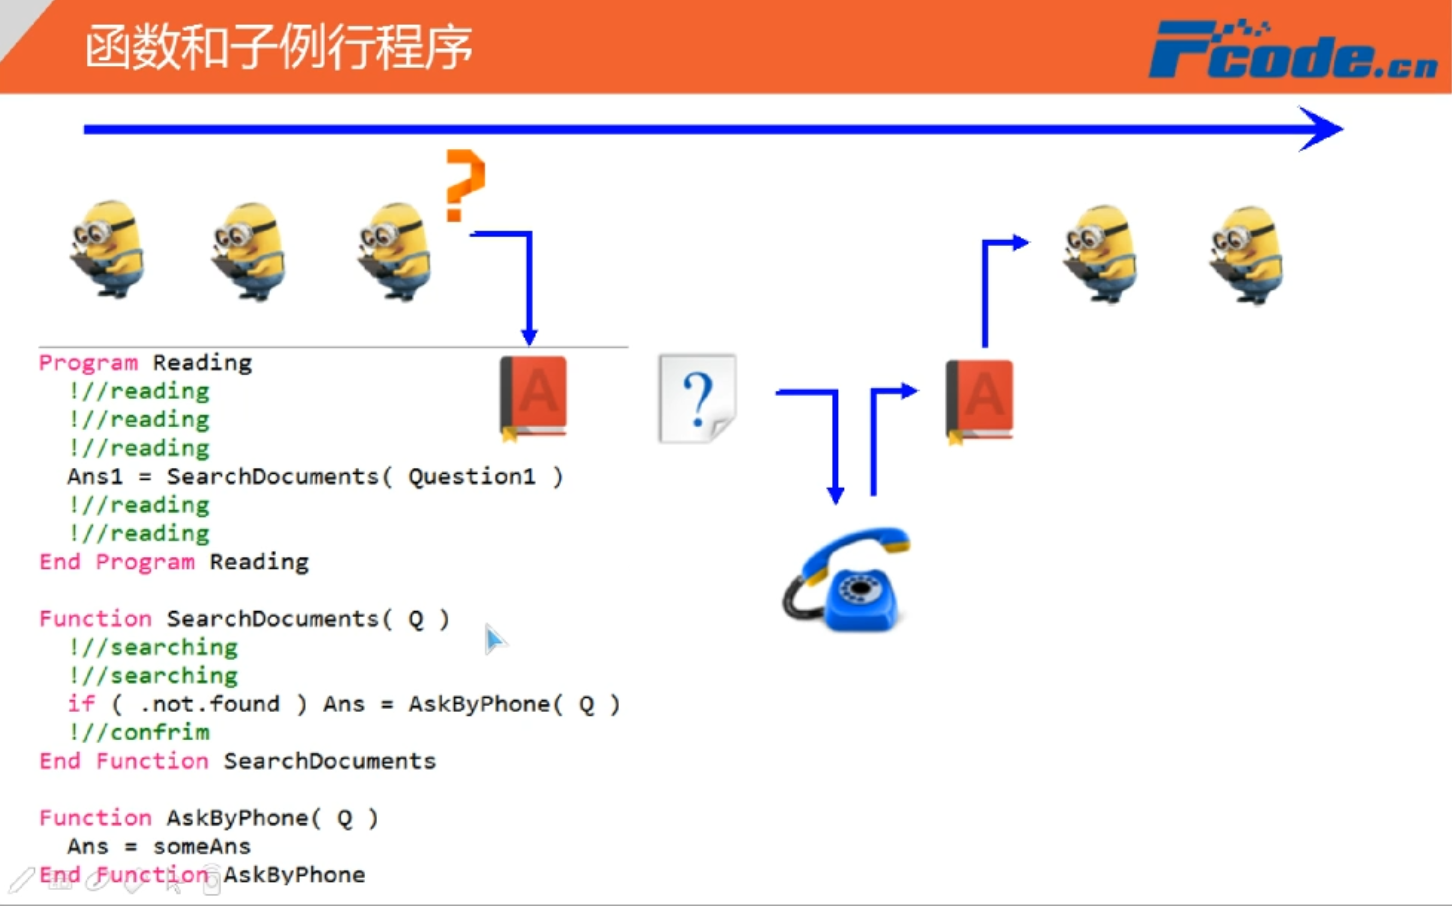 函数和子例行程序
Fcode.cn
?
Program Reading
!//reading
!//reading
!//reading
Ans1 = SearchDocuments( Question1 )
!//reading
!//reading
End Program Reading
A
?
A
Function SearchDocuments( Q )
!//searching
!//searching
if ( .not.found ) Ans = AskByPhone( Q )
!//confrim
End Function SearchDocuments
Function AskByPhone( Q )
Ans = someAns
End Function AskByPhone